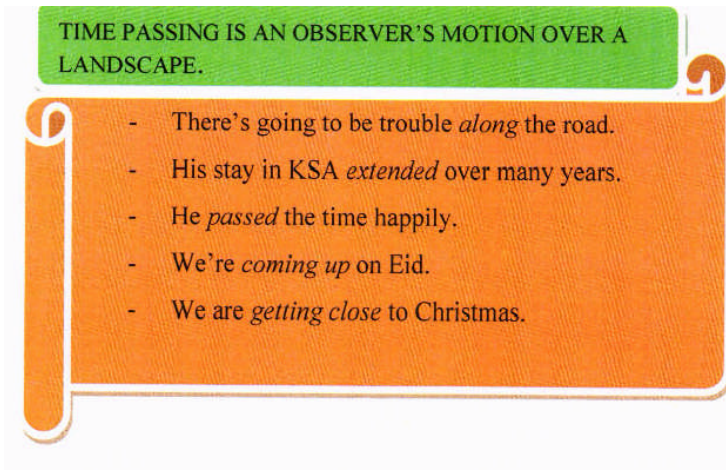 TIME PASSING IS AN OBSERVER'S MOTION OVER A
LANDSCAPE.
- There's going to be trouble along the road.
- His stay in KSA extended over many years.
- He passed the time happily.
- We're coming up on Eid.
- We are getting close to Christmas.